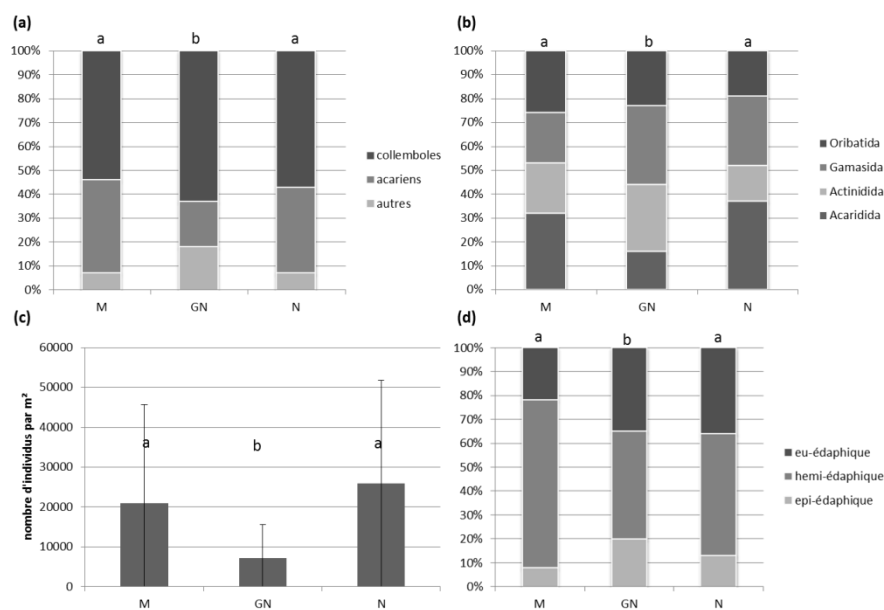 (a)
a b a
100%
90%
80%
70%
60%
50%
40%
30%
20%
10%
0%
collemboles
acariens
autres
M GN N
(b)
a b a
100%
90%
80%
70%
60%
50%
40%
30%
20%
10%
0%
Oribatida
Gamasida
Actinidida
Acaridida
M GN N
(c)
nombre d'individus par m²
60000
50000
40000
30000
20000
10000
0
a b a
M GN N
(d)
a b a
100%
90%
80%
70%
60%
50%
40%
30%
20%
10%
0%
eu-édaphique
hemi-édaphique
epi-édaphique
M GN N